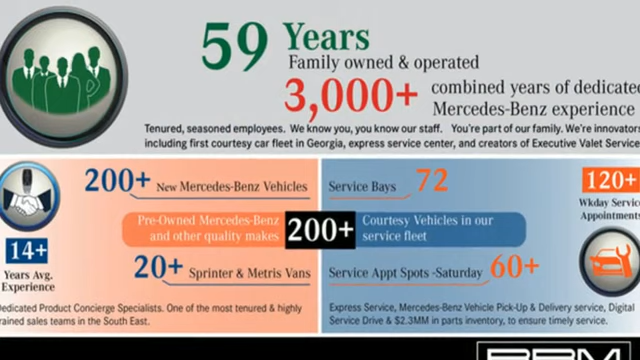 59 Years
Family owned & operated
3,000+ combined years of dedicated
Mercedes-Benz experience
Tenured, seasoned employees. We know you, you know our staff. You're part of our family. We're innovators
including first courtesy car fleet in Georgia, express service center, and creators of Executive Valet Service
200+ New Mercedes-Benz Vehicles
Service Bays 72
120+
Wkday Service
Appointments
Pre-Owned Mercedes-Benz
and other quality makes
200+
Courtesy Vehicles in our
service fleet
14+
Years Avg.
Experience
20+ Sprinter & Metris Vans
Service Appt Spots -Saturday 60+
Dedicated Product Concierge Specialists. One of the most tenured & highly
trained sales teams in the South East.
Express Service, Mercedes-Benz Vehicle Pick-Up & Delivery service, Digital
Service Drive & $2.3MM in parts inventory, to ensure timely service.